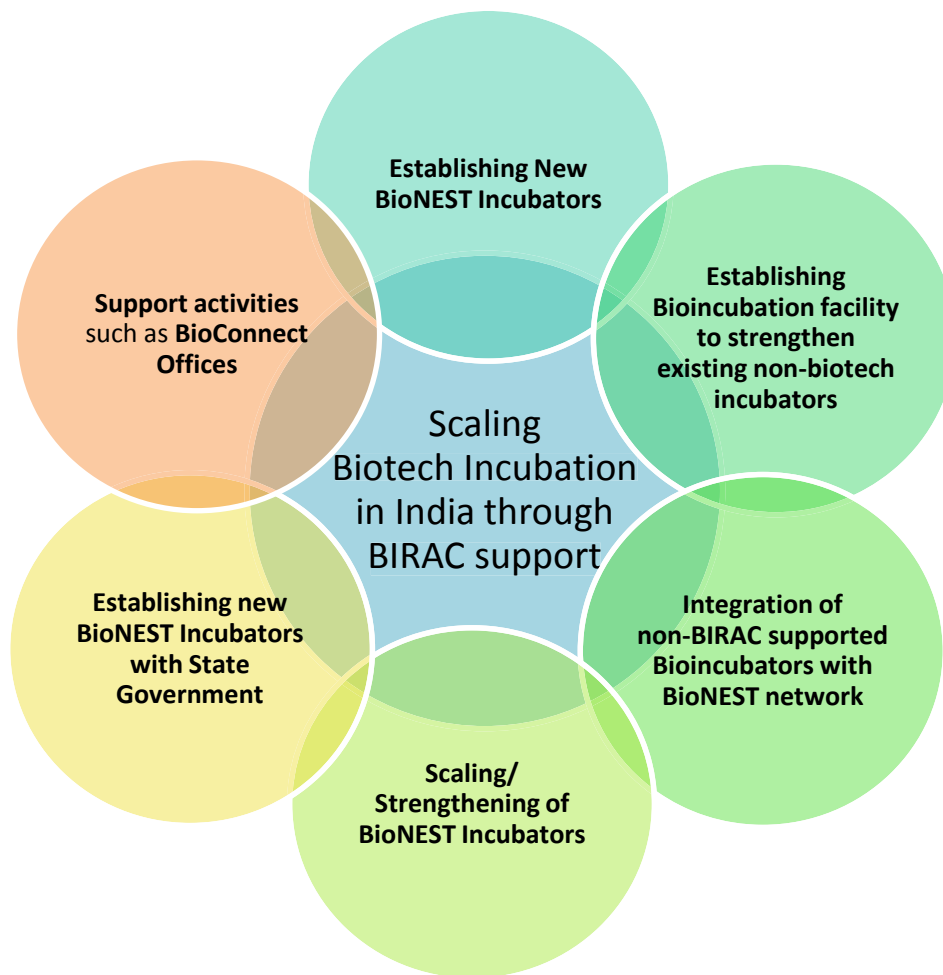 Establishing New
BioNEST Incubators
Establishing
Bioincubation facility
to strengthen
existing non-biotech
incubators
Integration of
non-BIRAC supported
Bioincubators with
BioNEST network
Scaling/
Strengthening of
BioNEST Incubators
Establishing new
BioNEST Incubators
with State
Government
Support activities
such as BioConnect
Offices
Scaling
Biotech Incubation
in India through
BIRAC support